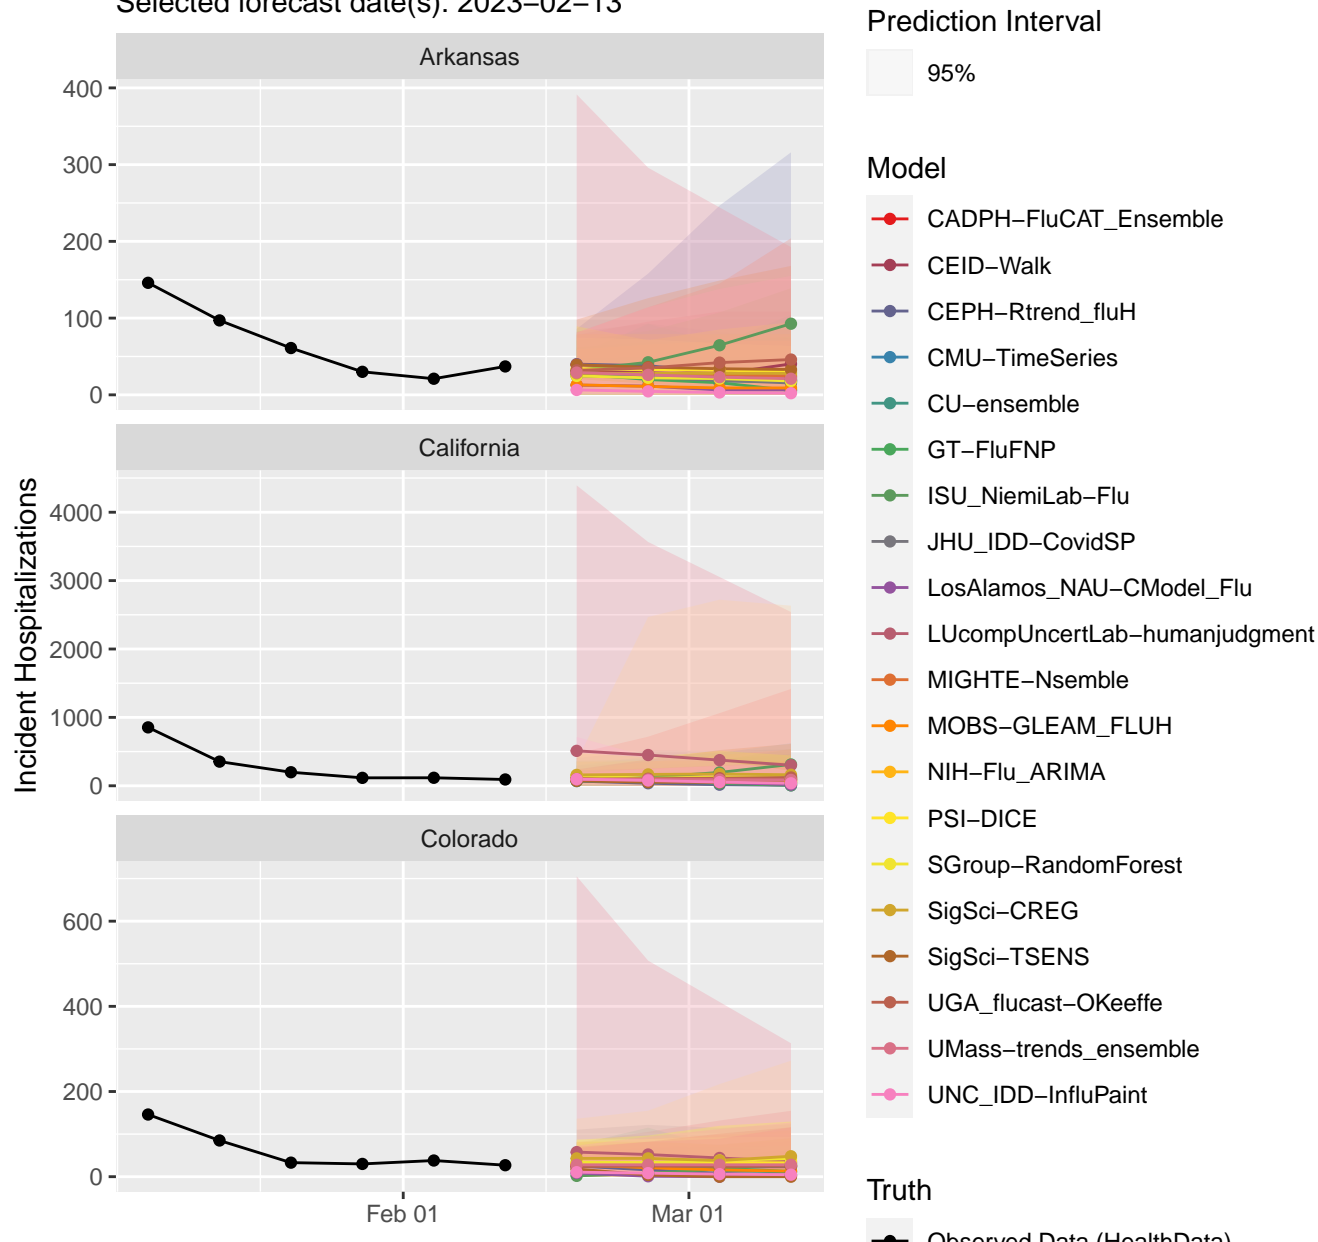 Selected forecast date(s): 2023−02−13
Arkansas
400
300
200
100
0
California
4000
3000
2000
1000
0
Colorado
600
400
200
0
Feb 01
Mar 01
Incident Hospitalizations
Prediction Interval
95%
Model
CADPH−FluCAT_Ensemble
CEID−Walk
CEPH−Rtrend_fluH
CMU−TimeSeries
CU−ensemble
GT−FluFNP
ISU_NiemiLab−Flu
JHU_IDD−CovidSP
LosAlamos_NAU−CModel_Flu
LUcompUncertLab−humanjudgment
MIGHTE−Nsemble
MOBS−GLEAM_FLUH
NIH−Flu_ARIMA
PSI−DICE
SGroup−RandomForest
SigSci−CREG
SigSci−TSENS
UGA_flucast−OKeeffe
UMass−trends_ensemble
UNC_IDD−InfluPaint
Truth
Observed Data (HealthData)